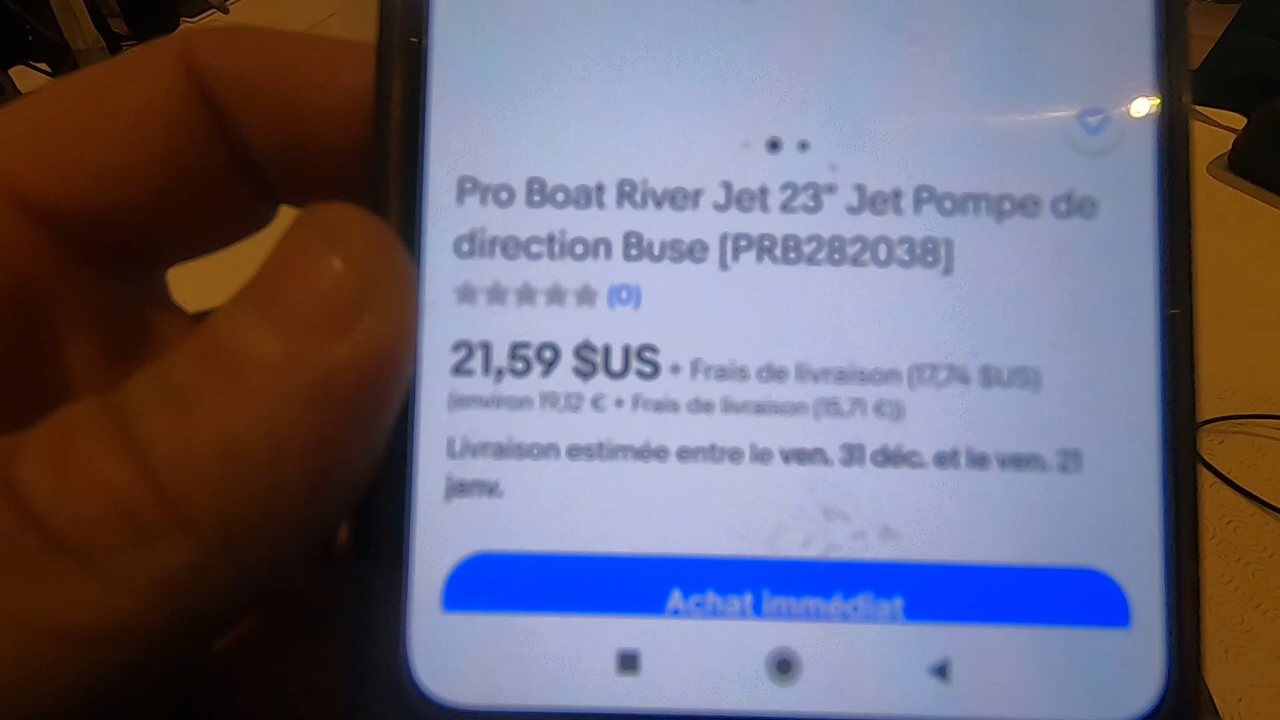 Pro Boat River Jet 23" Jet Pompe de
direction Buse [PRB282038]
(0)
21,59 $US • Frais de livraison (17,74 $US)
(environ 19,12 € • Frais de livraison (15,71 €))
Livraison estimée entre le ven. 31 déc. et le ven. 21
janv.
Achat immédiat